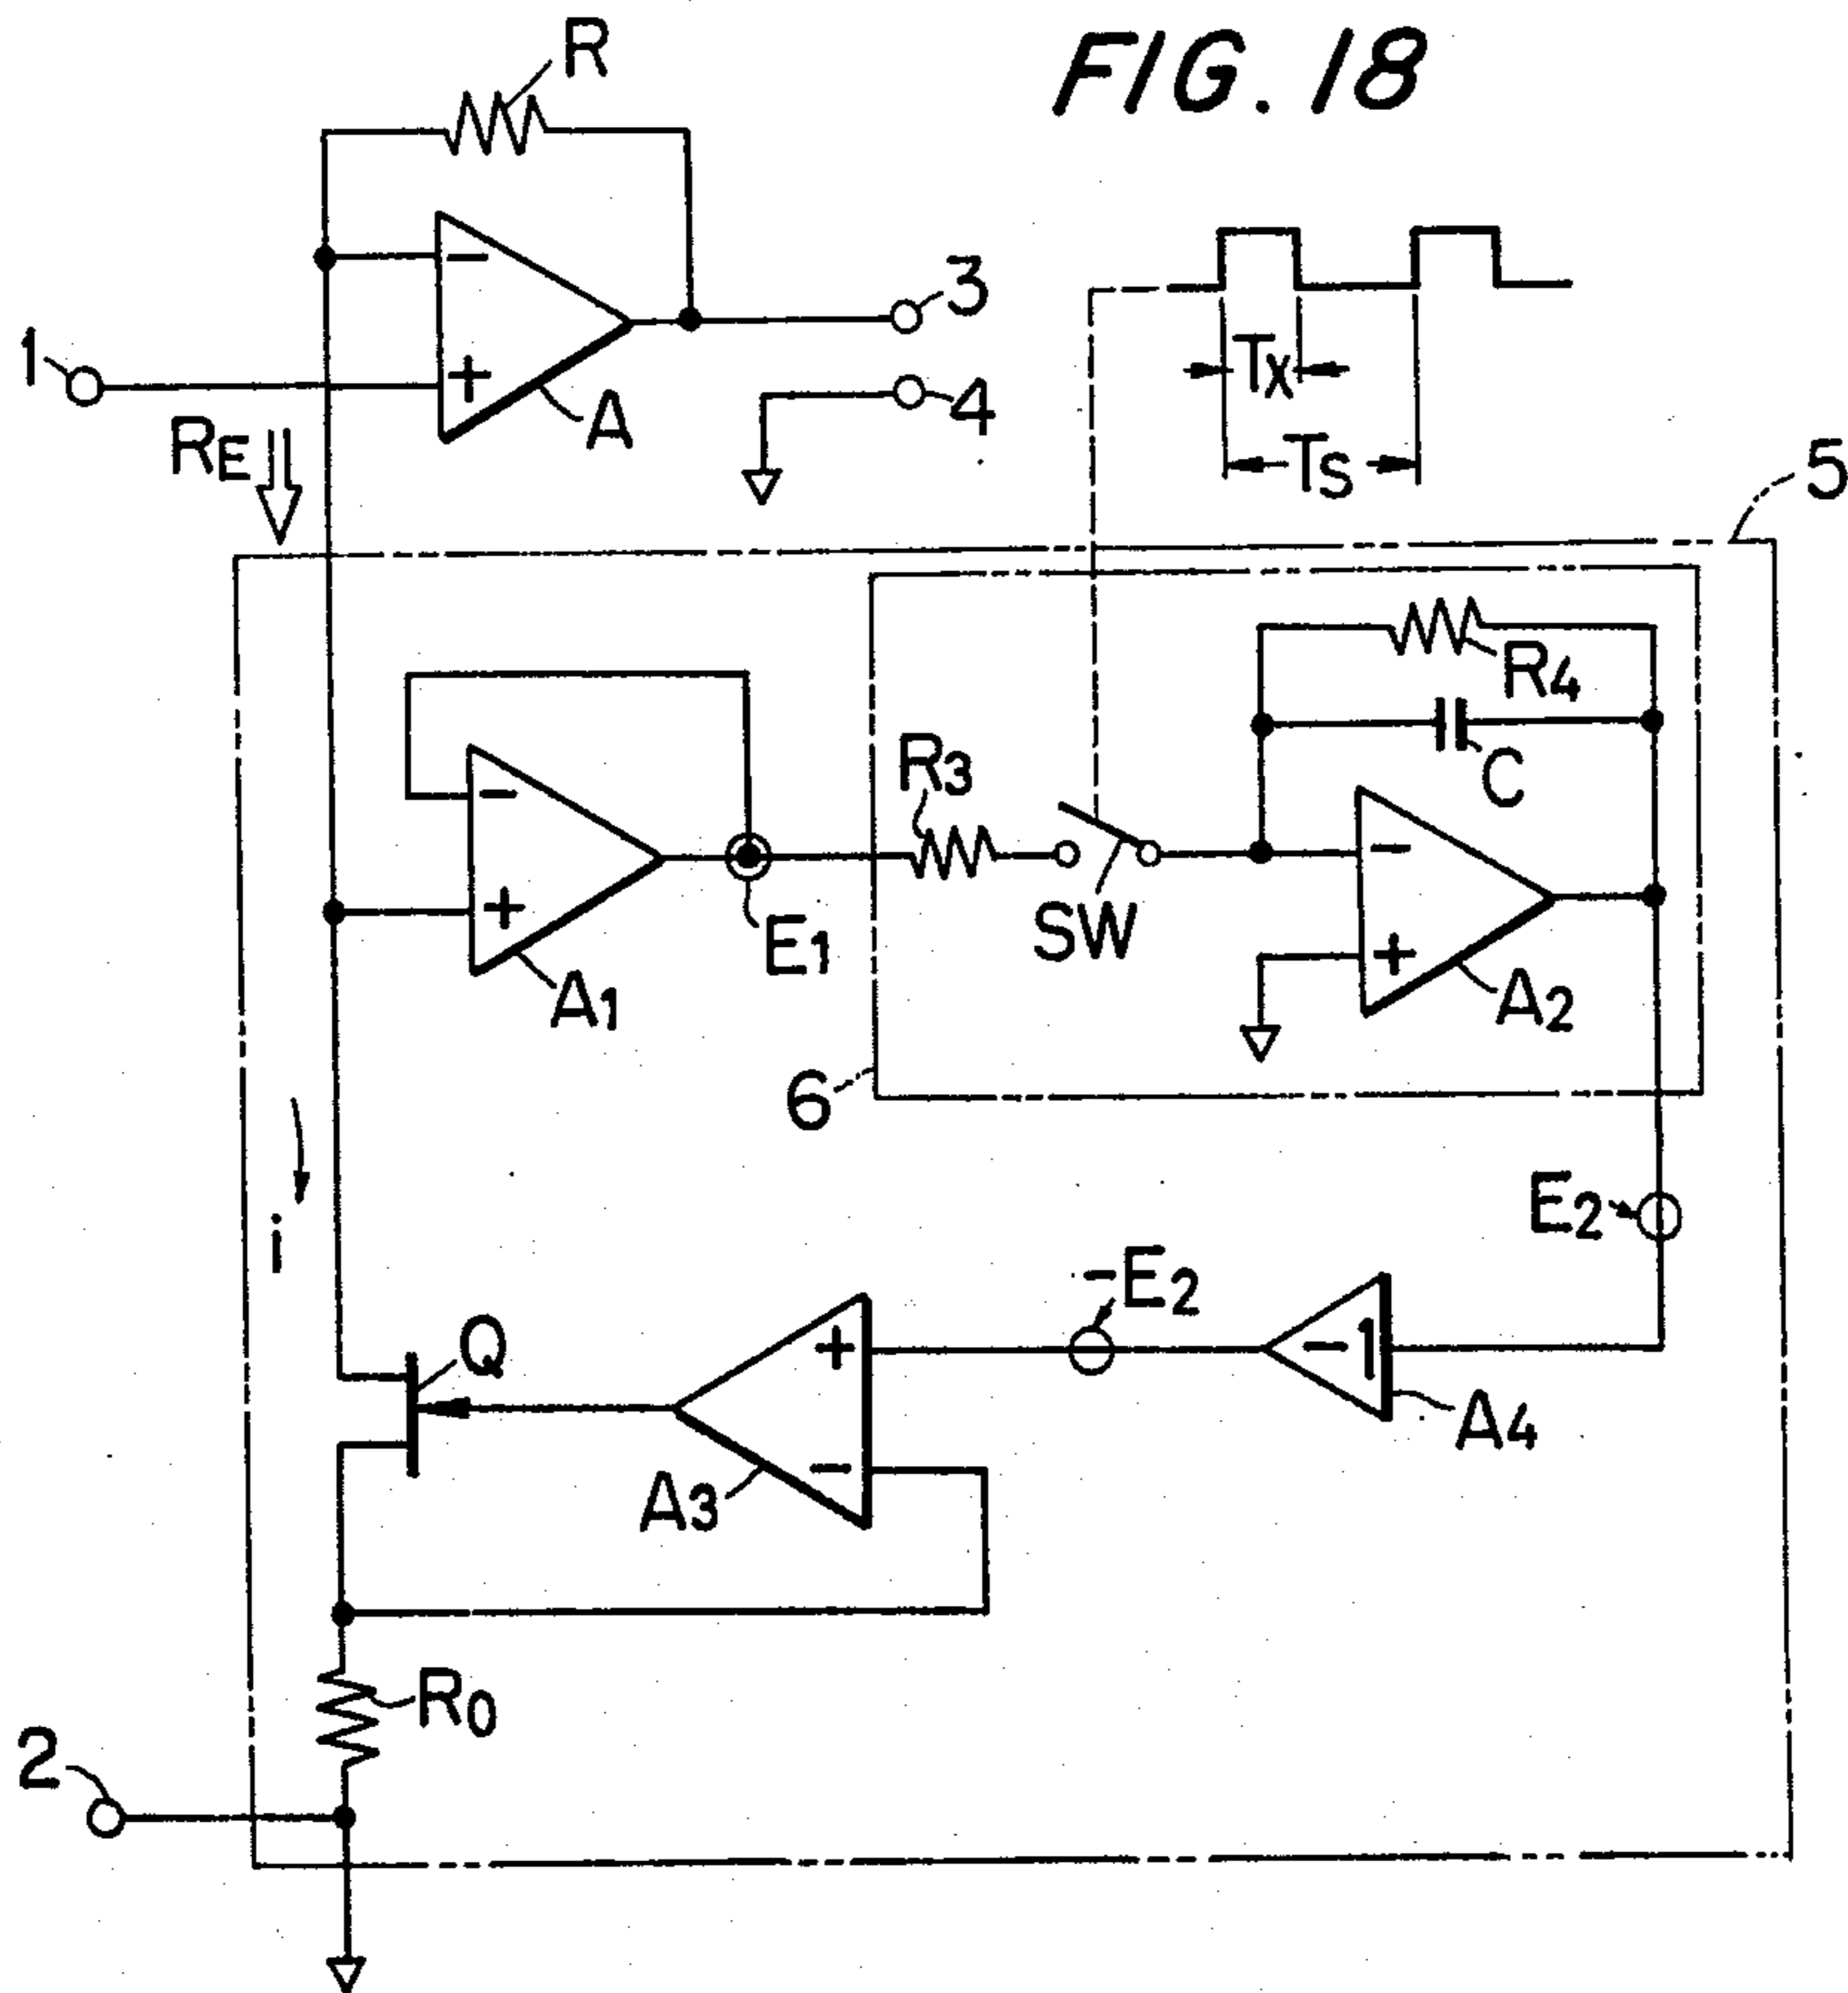 FIG. 18
R
3
1
+
-
A
4
RE
TX
TS
5
R4
C
R3
-
+
E1
A1
SW
-
+
A2
6
E2
i
-E2
Q
+
-
-1
A4
A3
R0
2